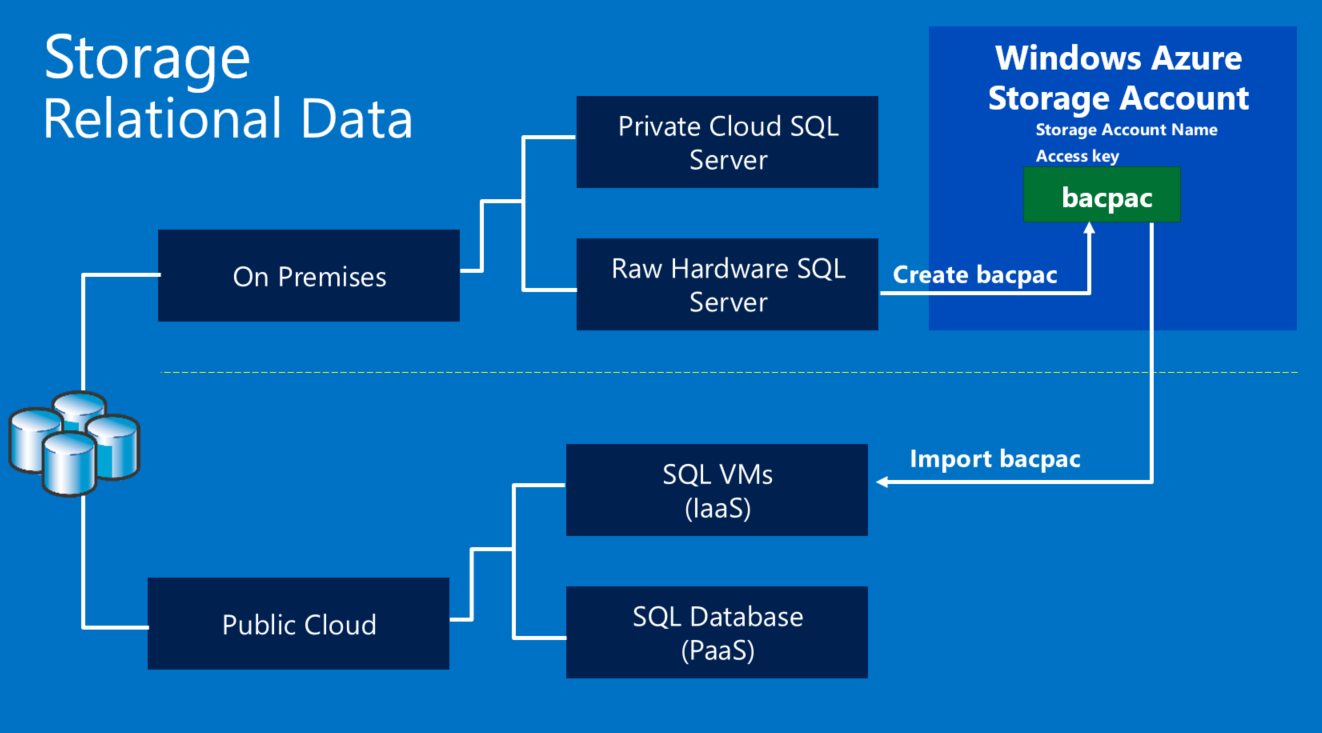 Storage
Relational Data
Windows Azure
Storage Account
Storage Account Name
Access key
bacpac
Private Cloud SQL
Server
On Premises
Raw Hardware SQL
Server
Create bacpac
Import bacpac
SQL VMs
(IaaS)
Public Cloud
SQL Database
(PaaS)